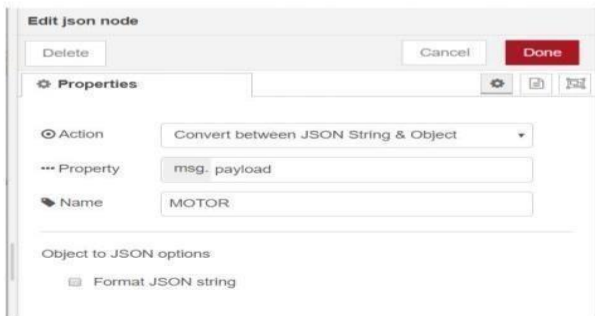 Edit json node
Delete Cancel Done
Properties
Action Convert between JSON String & Object
Property msg. payload
Name MOTOR
Object to JSON options
Format JSON string